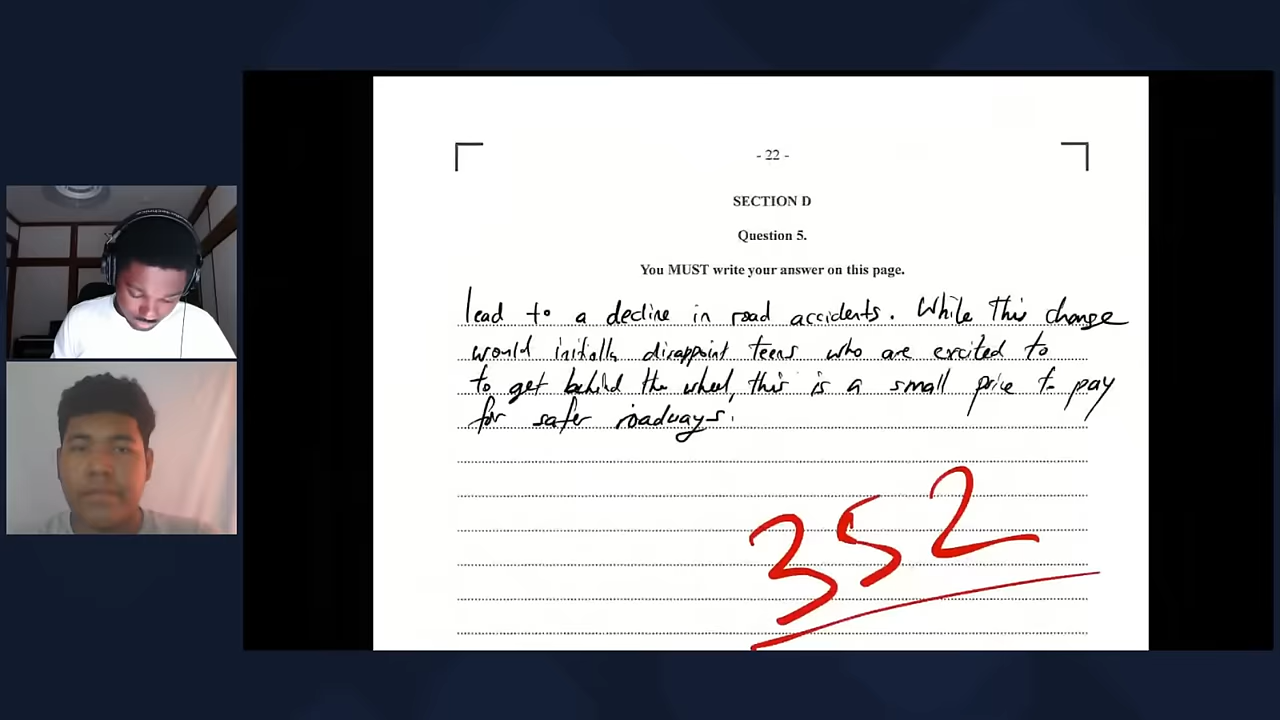 - 22 -
SECTION D
Question 5.
You MUST write your answer on this page.
lead to a decline in road accidents. While this change
would initially disappoint teens who are excited to
to get behind the wheel, this is a small price to pay
for safer roadways.
352